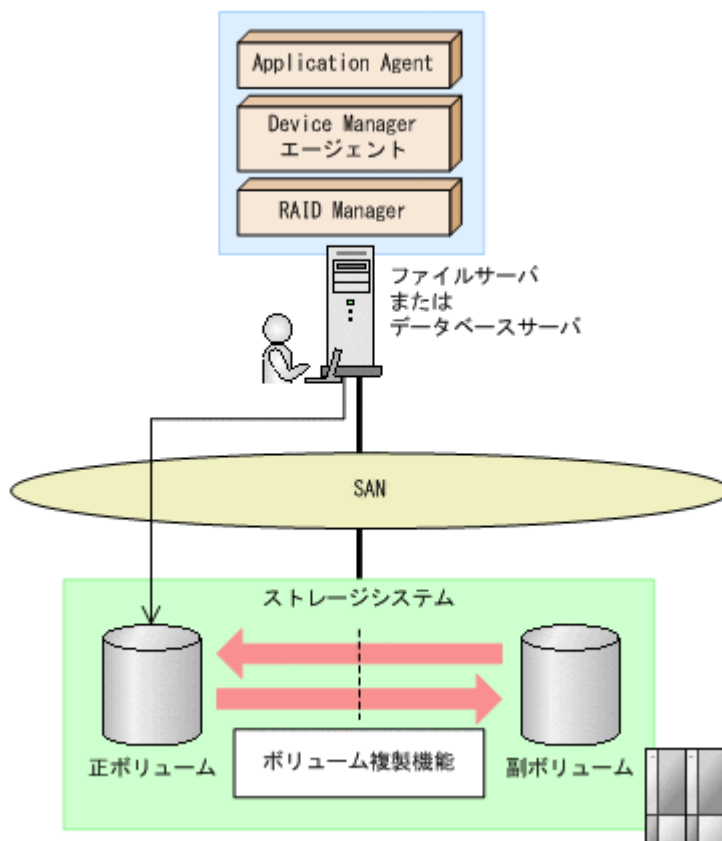 Application Agent
Device Manager
エージェント
RAID Manager
ファイルサーバ
または
データベースサーバ
SAN
ストレージシステム
正ボリューム
ボリューム複製機能
副ボリューム